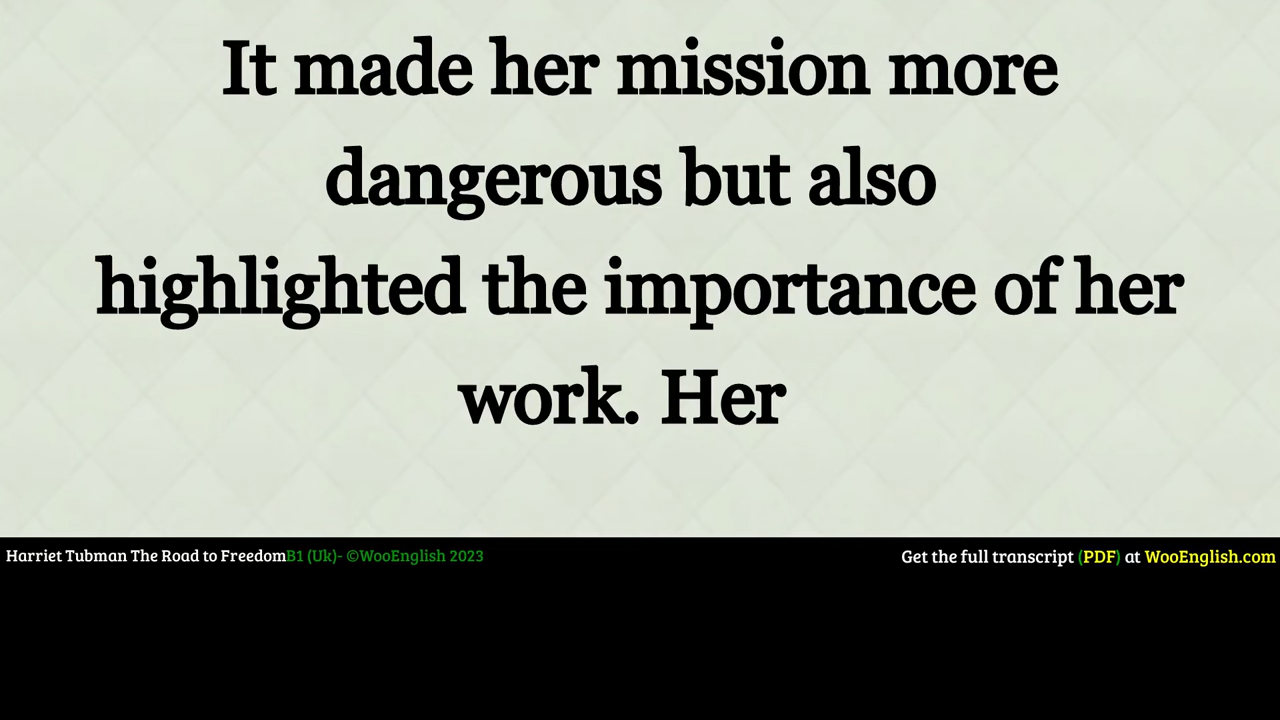 It made her mission more
dangerous but also
highlighted the importance of her
work. Her
Harriet Tubman The Road to FreedomB1 (Uk)- ©WooEnglish 2023
Get the full transcript (PDF) at WooEnglish.com